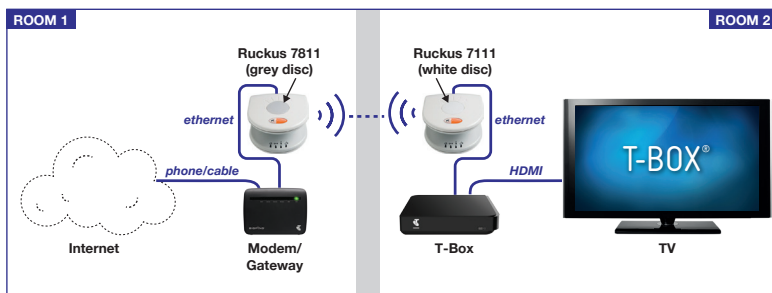 ROOM 1
ROOM 2
Ruckus 7811
(grey disc)
Ruckus 7111
(white disc)
ethernet
ethernet
phone/cable
HDMI
T-BOX®
Internet
Modem/
Gateway
T-Box
TV